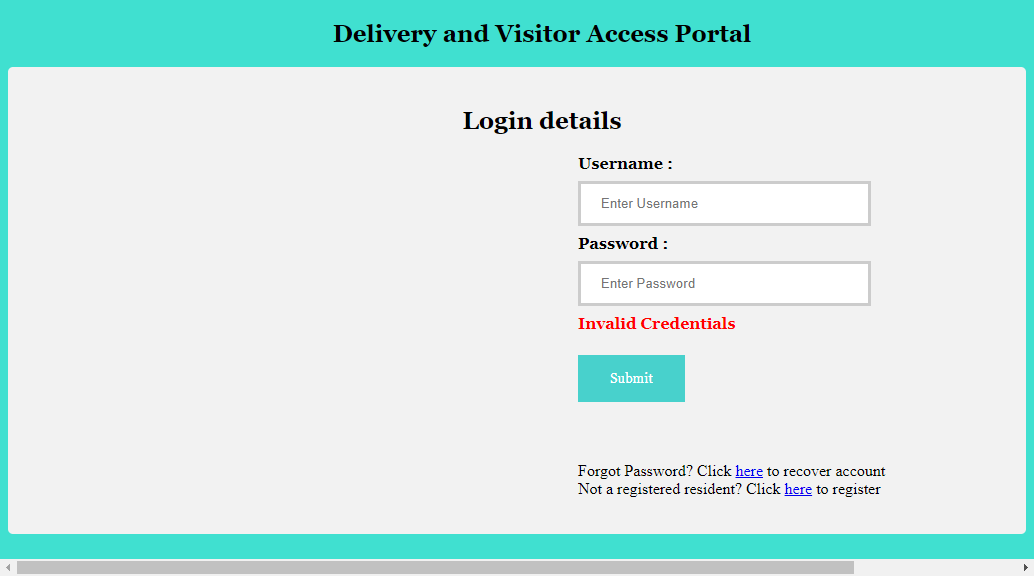 Delivery and Visitor Access Portal
Login details
Username :
Enter Username
Password :
Enter Password
Invalid Credentials
Submit
Forgot Password? Click here to recover account
Not a registered resident? Click here to register